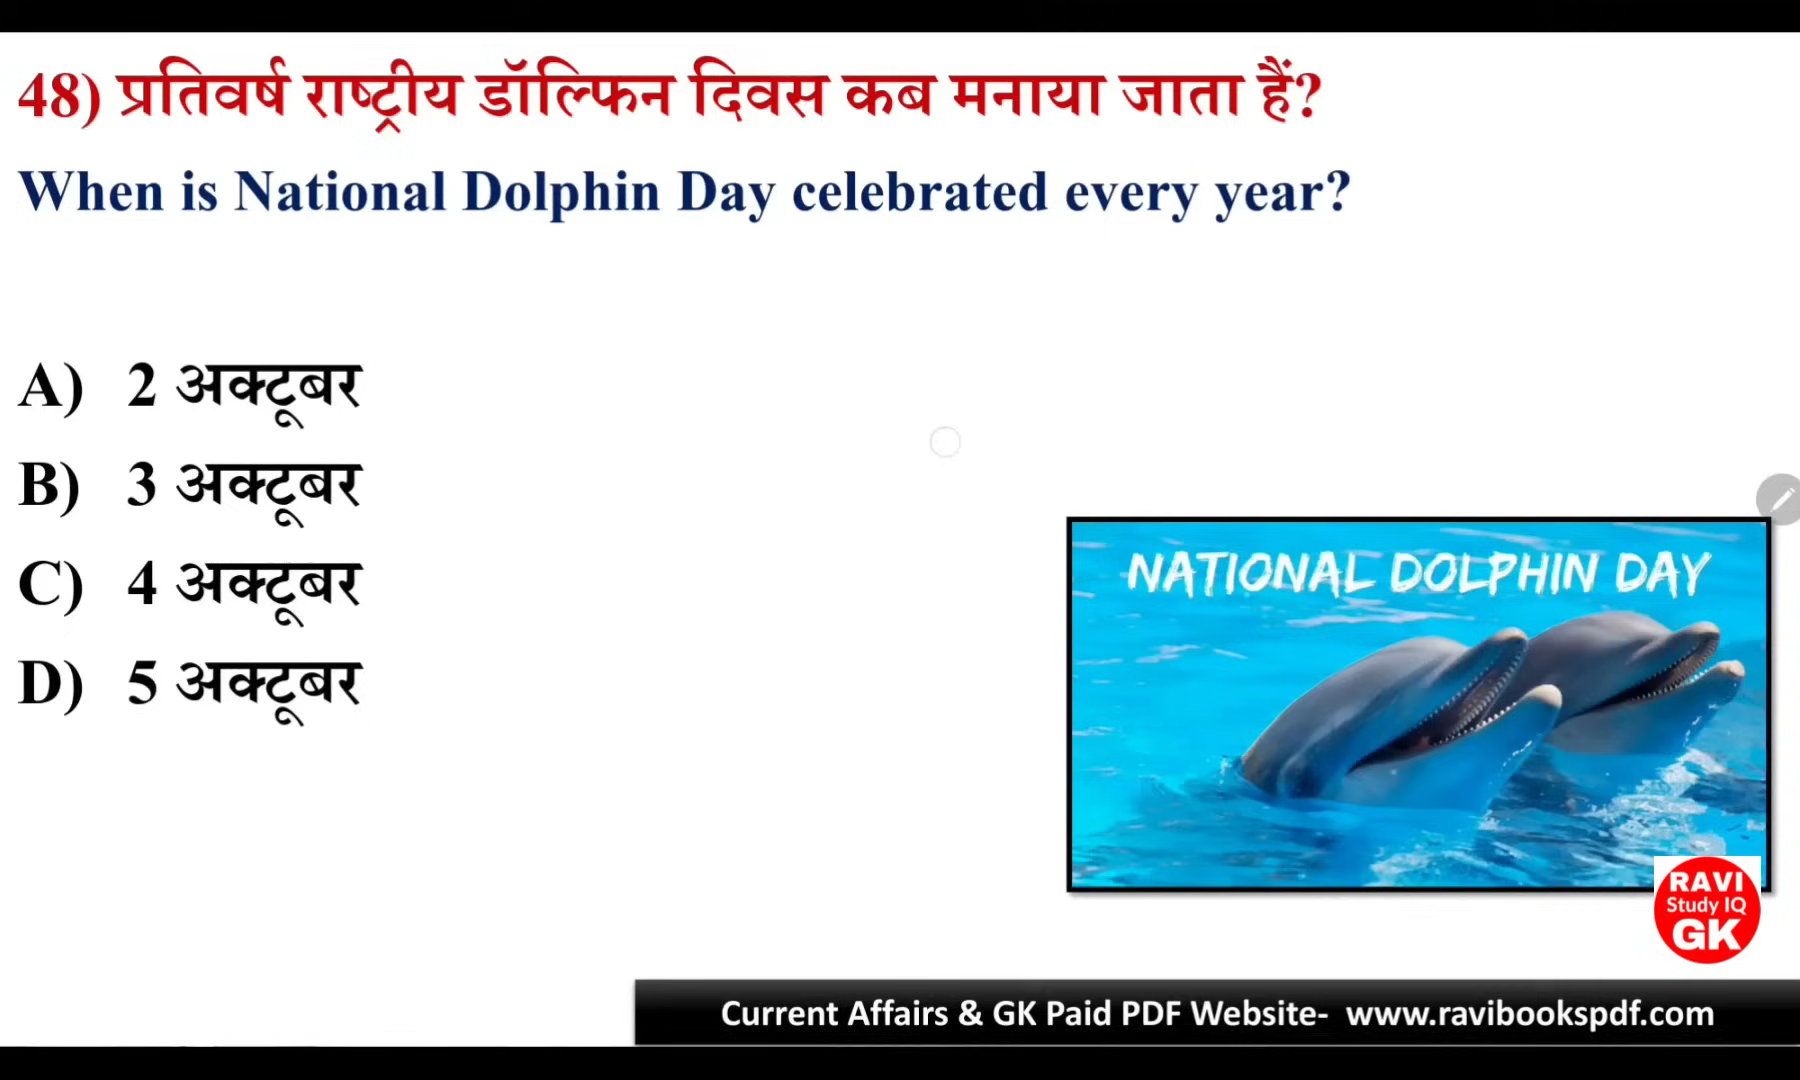 48) प्रतिवर्ष राष्ट्रीय डॉल्फिन दिवस कब मनाया जाता हैं?
When is National Dolphin Day celebrated every year?
A) 2 अक्टूबर
B) 3 अक्टूबर
C) 4 अक्टूबर
D) 5 अक्टूबर
NATIONAL DOLPHIN DAY
RAVI
Study IQ
GK
Current Affairs & GK Paid PDF Website- www.ravibookspdf.com